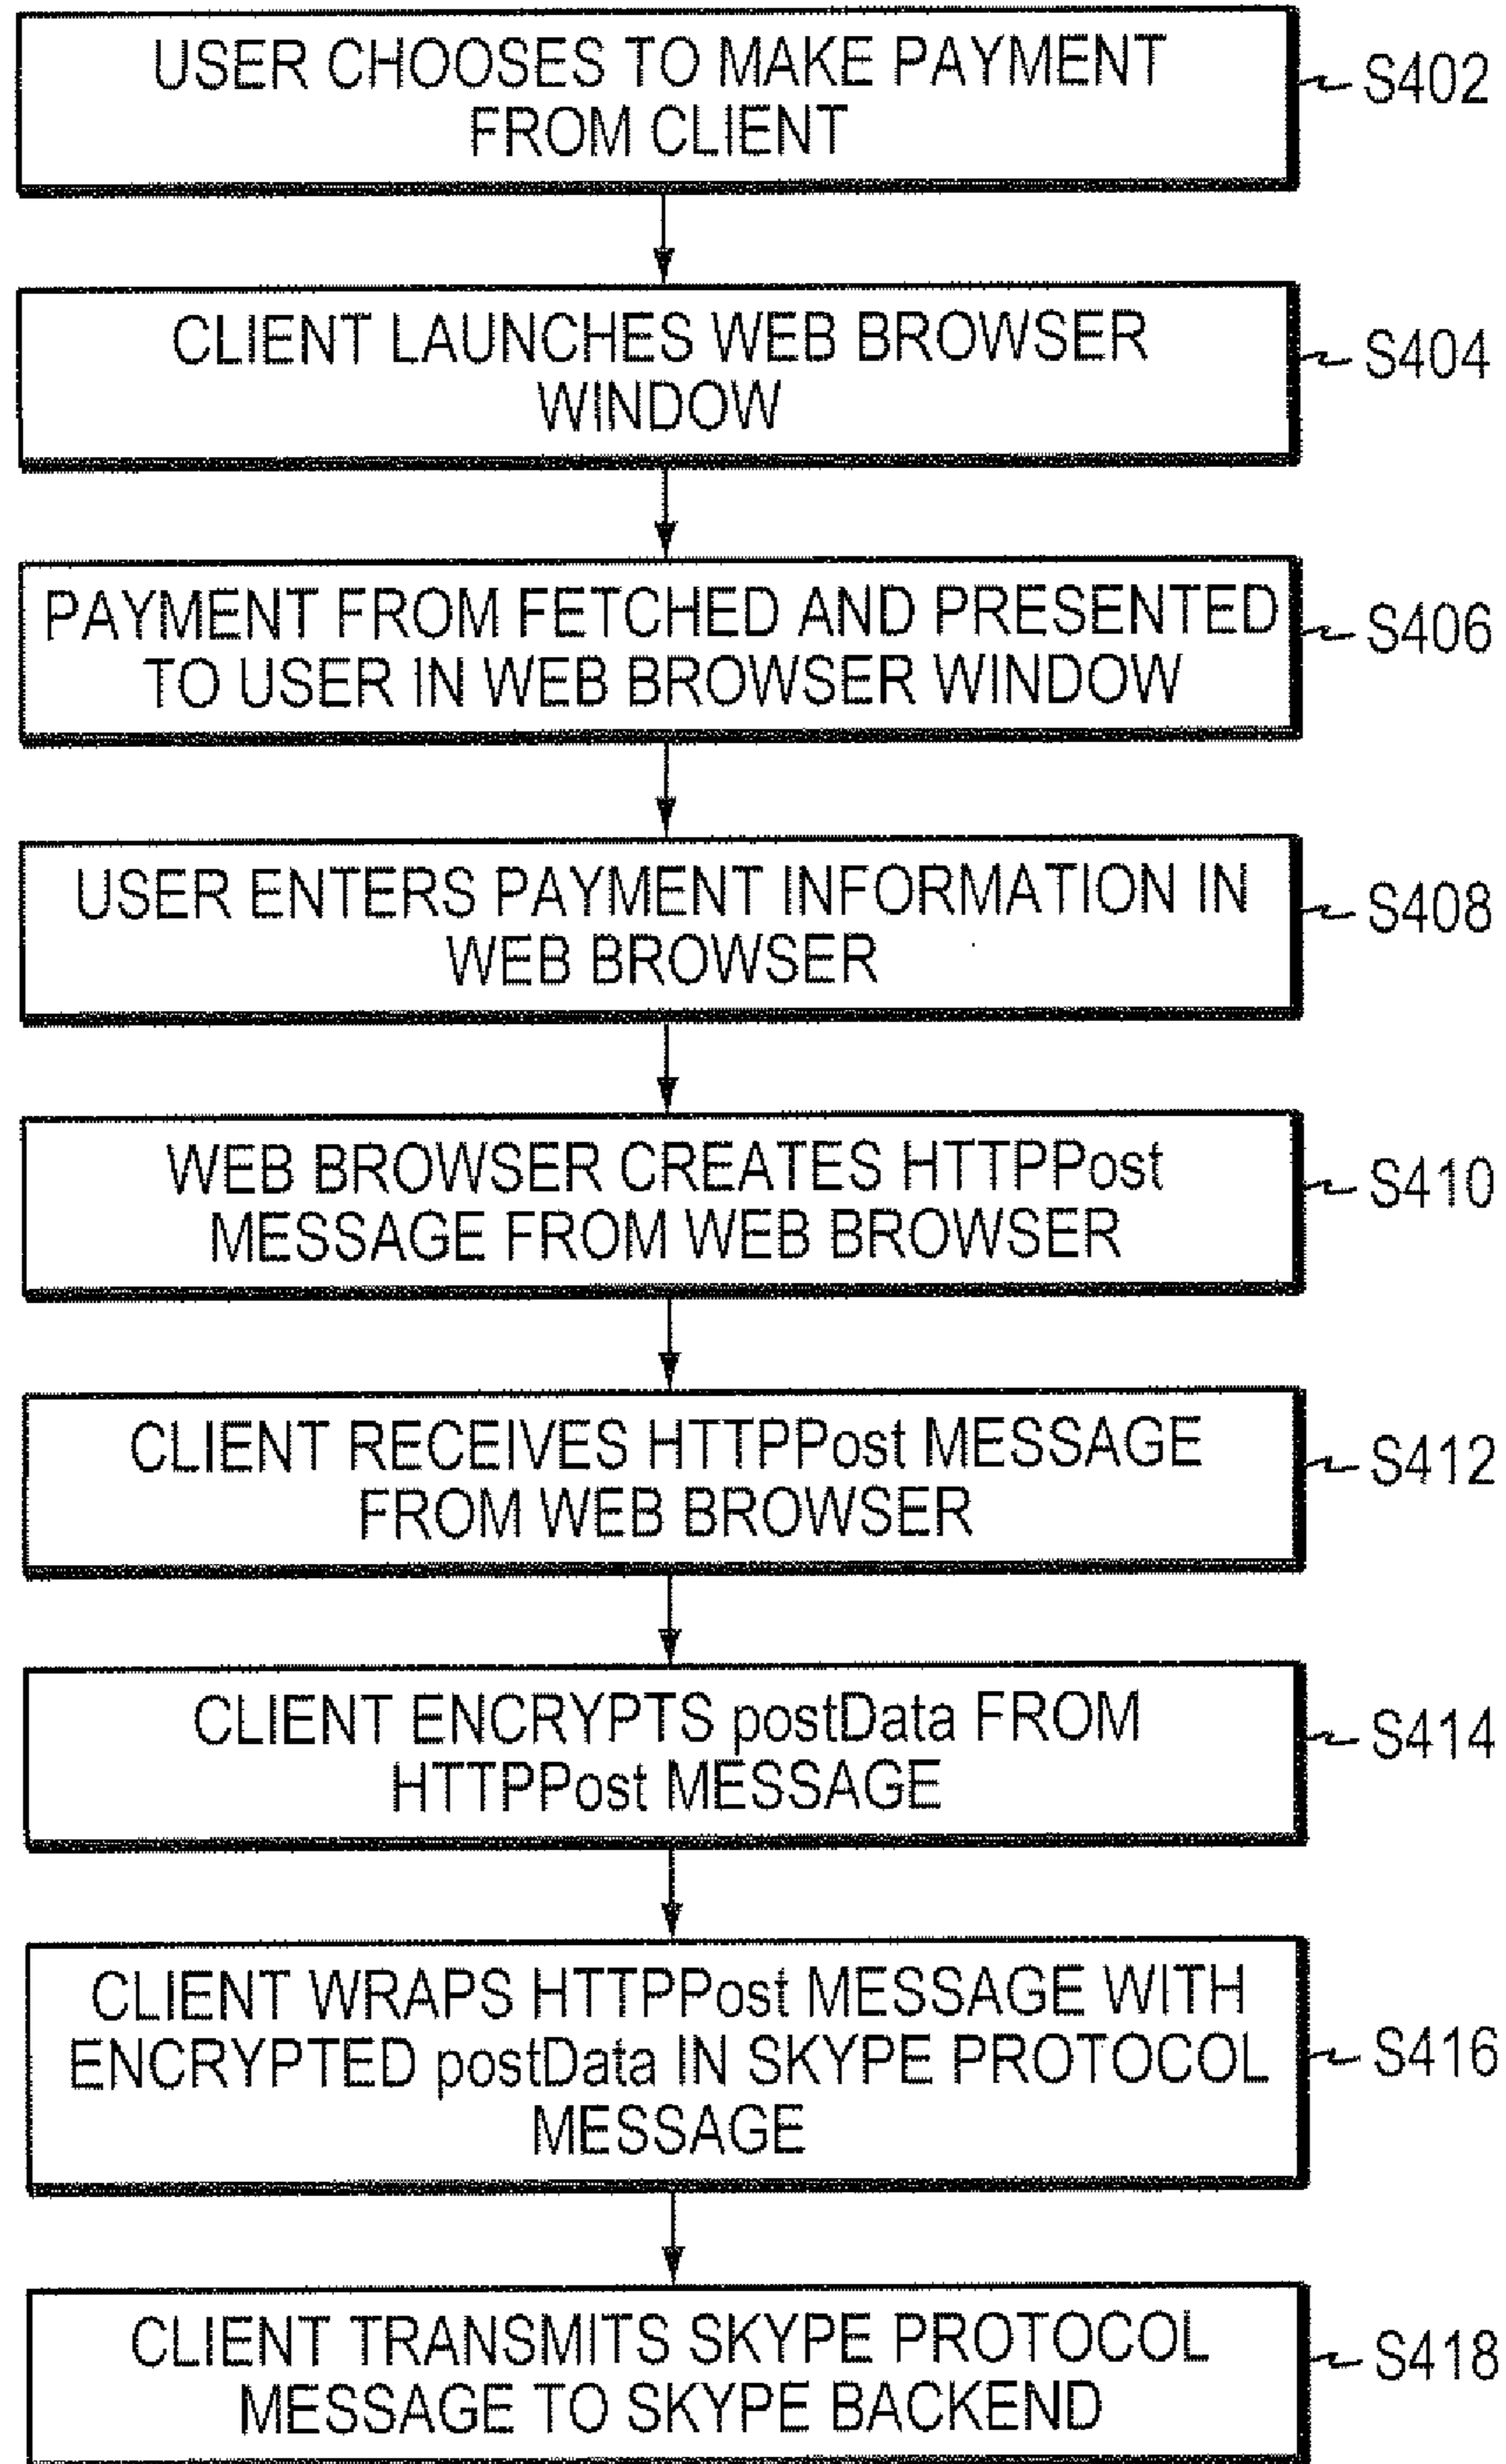 USER CHOOSES TO MAKE PAYMENT
FROM CLIENT
S402
CLIENT LAUNCHES WEB BROWSER
WINDOW
S404
PAYMENT FROM FETCHED AND PRESENTED
TO USER IN WEB BROWSER WINDOW
S406
USER ENTERS PAYMENT INFORMATION IN
WEB BROWSER
S408
WEB BROWSER CREATES HTTPPost
MESSAGE FROM WEB BROWSER
S410
CLIENT RECEIVES HTTPPost MESSAGE
FROM WEB BROWSER
S412
CLIENT ENCRYPTS postData FROM
HTTPPost MESSAGE
S414
CLIENT WRAPS HTTPPost MESSAGE WITH
ENCRYPTED postData IN SKYPE PROTOCOL
MESSAGE
S416
CLIENT TRANSMITS SKYPE PROTOCOL
MESSAGE TO SKYPE BACKEND
S418